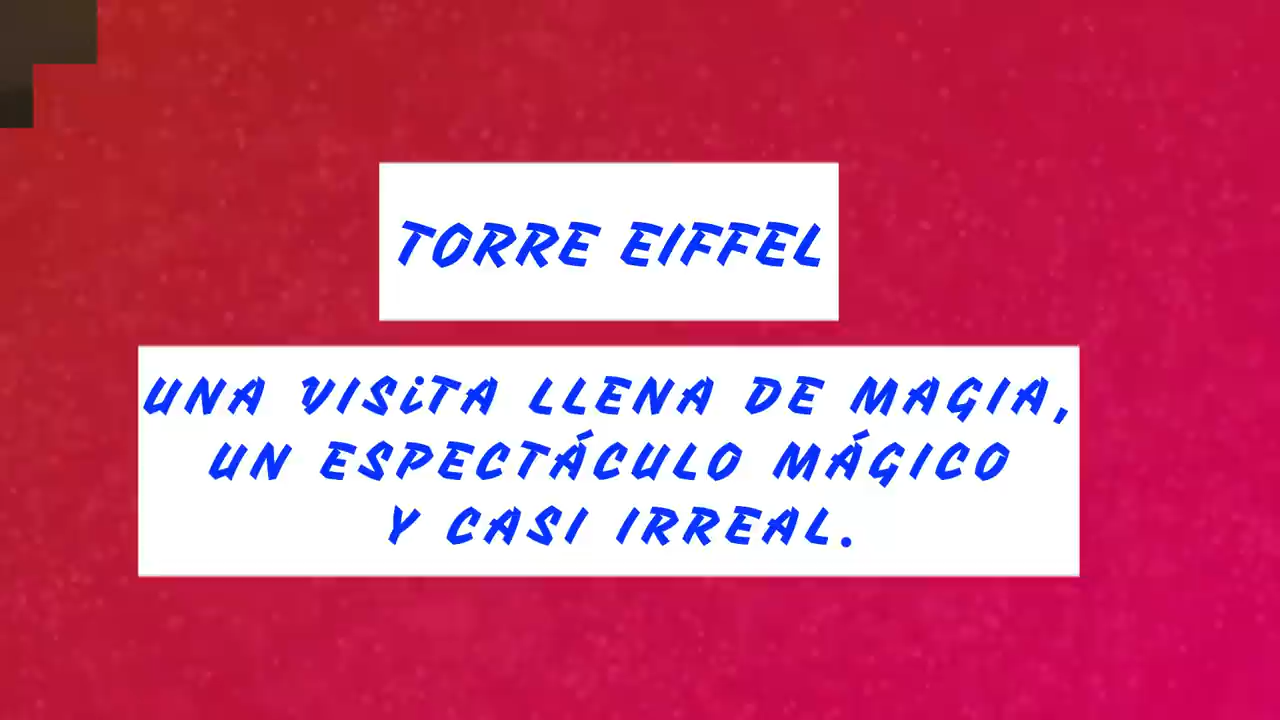 TORRE EIFFEL
UNA VISITA LLENA DE MAGIA,
UN ESPECTÁCULO MÁGICO
Y CASI IRREAL.